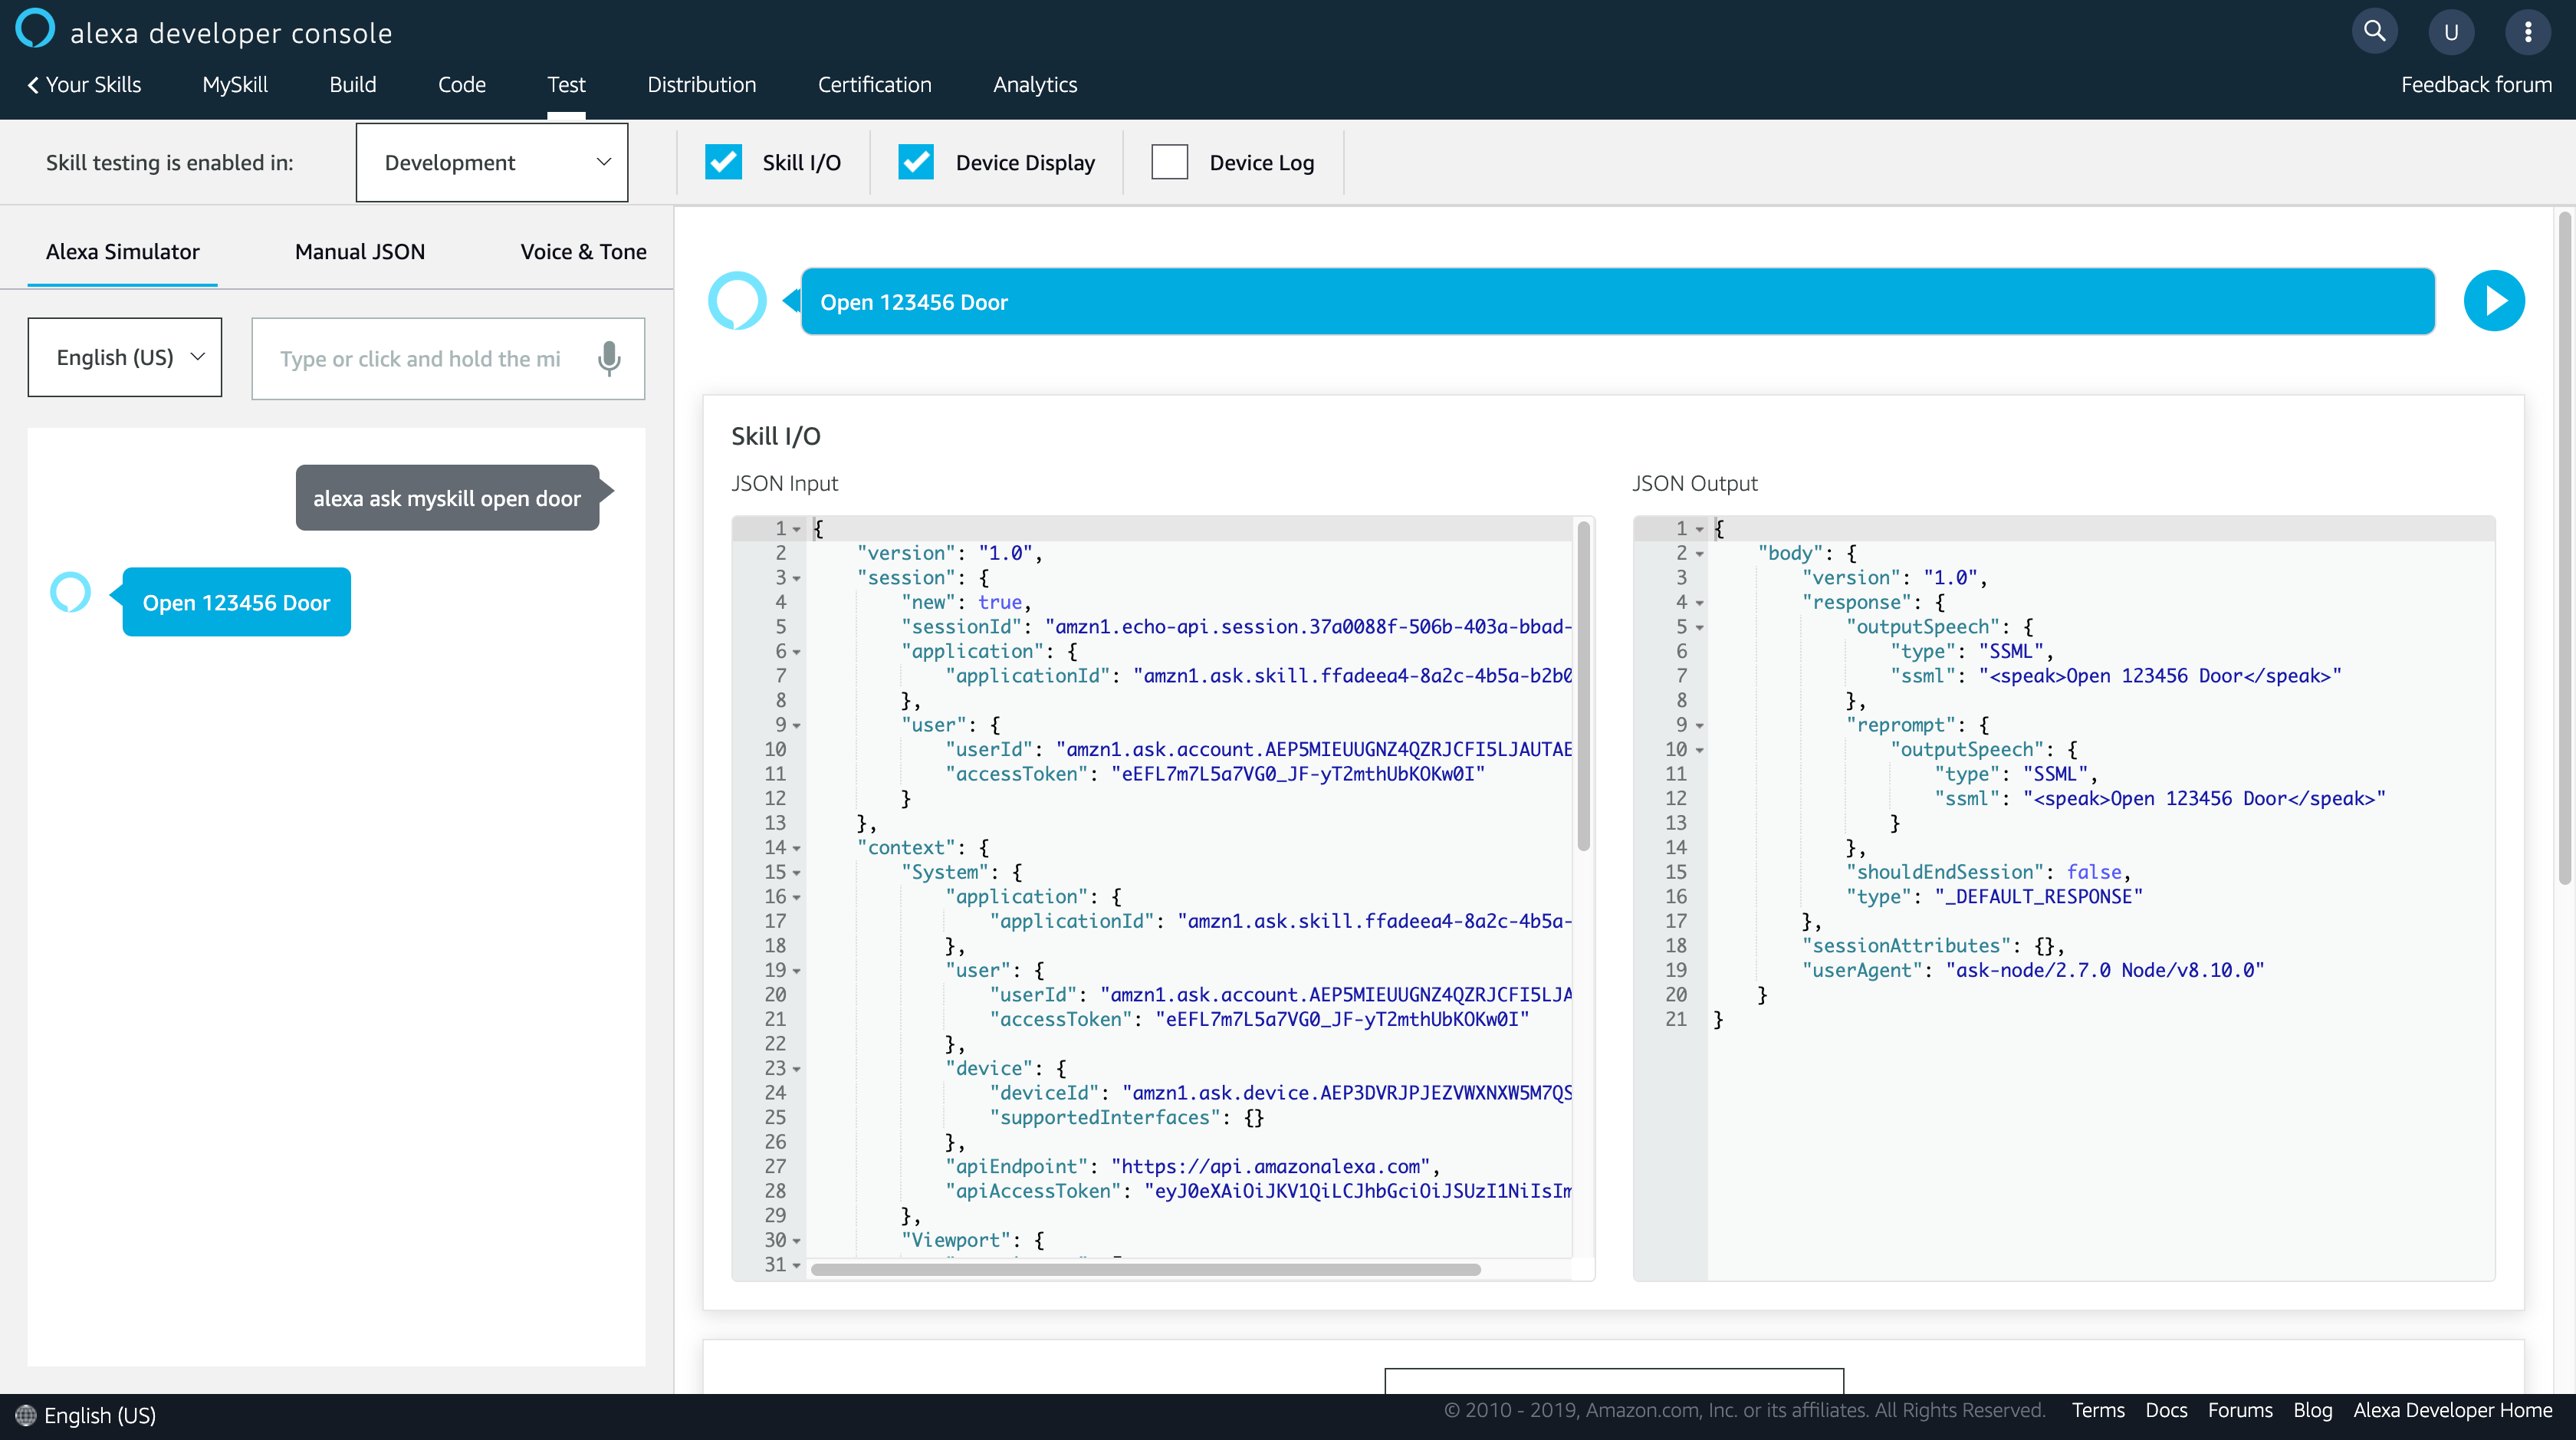 alexa developer console
U
Your Skills MySkill Build Code Test Distribution Certification Analytics Feedback forum
Skill testing is enabled in: Development Skill I/O Device Display Device Log
Alexa Simulator Manual JSON Voice & Tone
English (US) Type or click and hold the mi
alexa ask myskill open door
Open 123456 Door
Open 123456 Door
Skill I/O
JSON Input
1 {
2 "version": "1.0",
3 "session": {
4 "new": true,
5 "sessionId": "amzn1.echo-api.session.37a0088f-506b-403a-bbad-
6 "application": {
7 "applicationId": "amzn1.ask.skill.ffadeea4-8a2c-4b5a-b2b0
8 },
9 "user": {
10 "userId": "amzn1.ask.account.AEP5MIEUUGNZ4QZRJCFI5LJAUTAE
11 "accessToken": "eEFL7m7L5a7VG0_JF-yT2mthUbKOKw0I"
12 }
13 },
14 "context": {
15 "System": {
16 "application": {
17 "applicationId": "amzn1.ask.skill.ffadeea4-8a2c-4b5a-
18 },
19 "user": {
20 "userId": "amzn1.ask.account.AEP5MIEUUGNZ4QZRJCFI5LJA
21 "accessToken": "eEFL7m7L5a7VG0_JF-yT2mthUbKOKw0I"
22 },
23 "device": {
24 "deviceId": "amzn1.ask.device.AEP3DVRJPJEZVWXNXW5M7QS
25 "supportedInterfaces": {}
26 },
27 "apiEndpoint": "https://api.amazonalexa.com",
28 "apiAccessToken": "eyJ0eXAiOiJKV1QiLCJhbGciOiJSUzI1NiIsIm
29 },
30 "Viewport": {
31
JSON Output
1 {
2 "body": {
3 "version": "1.0",
4 "response": {
5 "outputSpeech": {
6 "type": "SSML",
7 "ssml": "<speak>Open 123456 Door</speak>"
8 },
9 "reprompt": {
10 "outputSpeech": {
11 "type": "SSML",
12 "ssml": "<speak>Open 123456 Door</speak>"
13 }
14 },
15 "shouldEndSession": false,
16 "type": "_DEFAULT_RESPONSE"
17 },
18 "sessionAttributes": {},
19 "userAgent": "ask-node/2.7.0 Node/v8.10.0"
20 }
21 }
English (US) © 2010 - 2019, Amazon.com, Inc. or its affiliates. All Rights Reserved. Terms Docs Forums Blog Alexa Developer Home